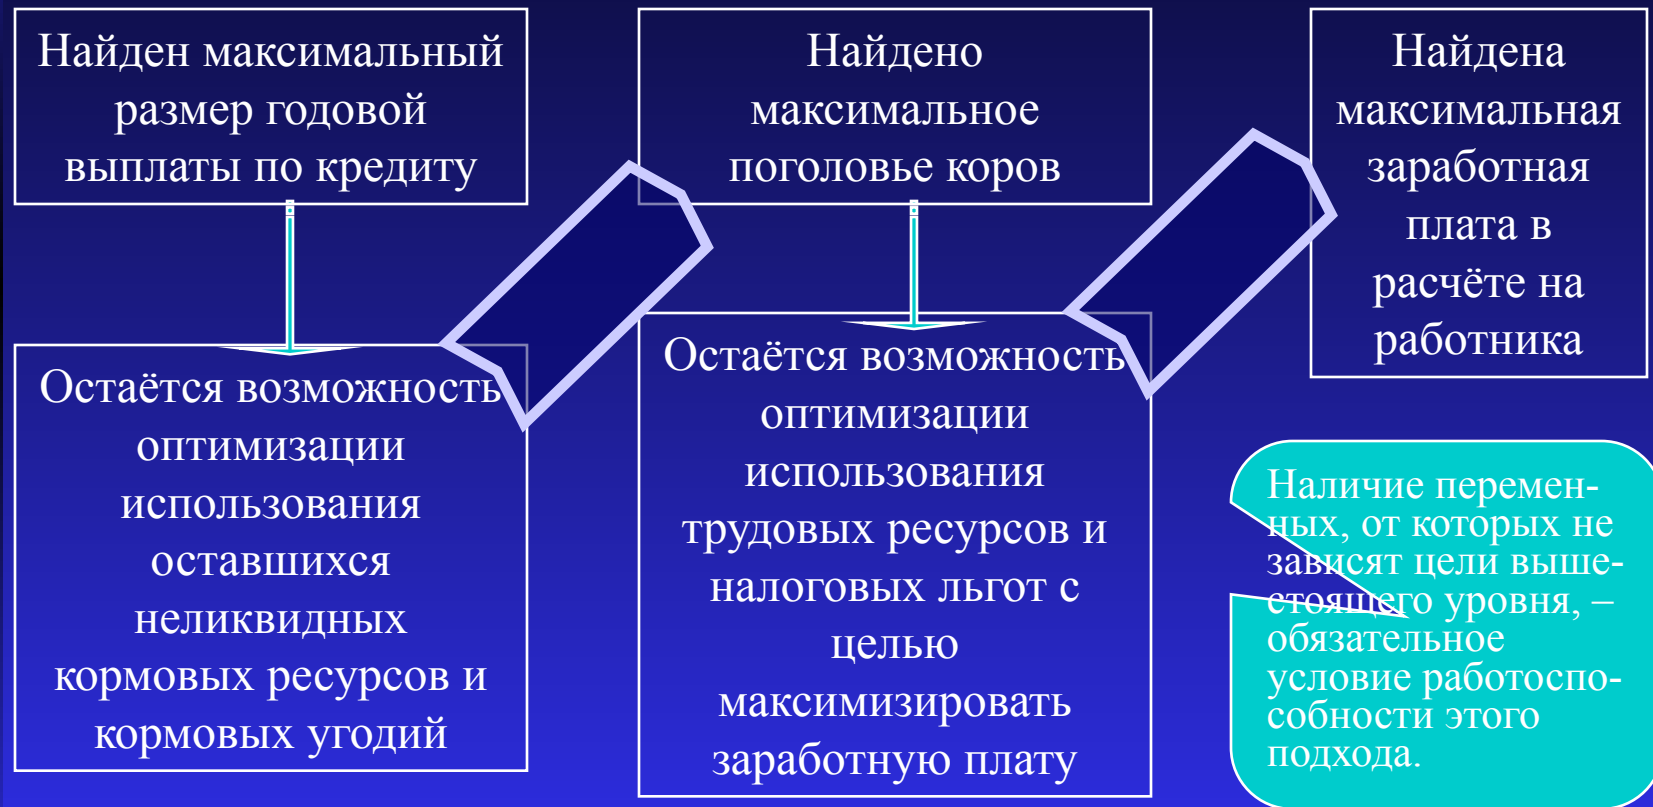 Найден максимальный
размер годовой
выплаты по кредиту
Остаётся возможность
оптимизации
использования
оставшихся
неликвидных
кормовых ресурсов и
кормовых угодий
Найдено
максимальное
поголовье коров
Остаётся возможность
оптимизации
использования
трудовых ресурсов и
налоговых льгот с
целью
максимизировать
заработную плату
Найдена
максимальная
заработная
плата в
расчёте на
работника
Наличие перемен-
ных, от которых не
зависят цели выше-
стоящего уровня, –
обязательное
условие работоспо-
собности этого
подхода.